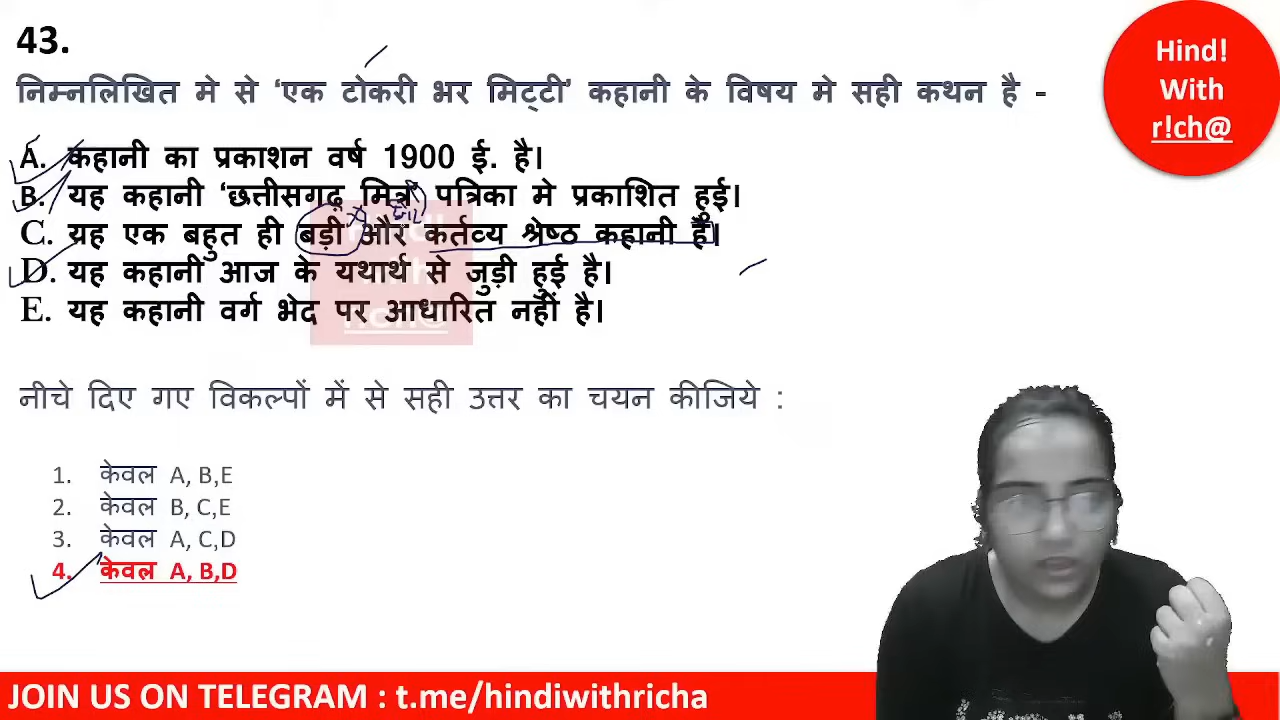 43.
Hind!
With
r!ch@
निम्नलिखित मे से ‘एक टोकरी भर मिट्टी’ कहानी के विषय मे सही कथन है -
A. कहानी का प्रकाशन वर्ष 1900 ई. है।
B. यह कहानी ‘छत्तीसगढ़ मित्र’ पत्रिका मे प्रकाशित हुई।
C. यह एक बहुत ही बड़ी और कर्तव्य श्रेष्ठ कहानी है।
D. यह कहानी आज के यथार्थ से जुड़ी हुई है।
E. यह कहानी वर्ग भेद पर आधारित नहीं है।
नीचे दिए गए विकल्पों में से सही उत्तर का चयन कीजिये :
1. केवल A, B,E
2. केवल B, C,E
3. केवल A, C,D
4. केवल A, B,D
JOIN US ON TELEGRAM : t.me/hindiwithricha